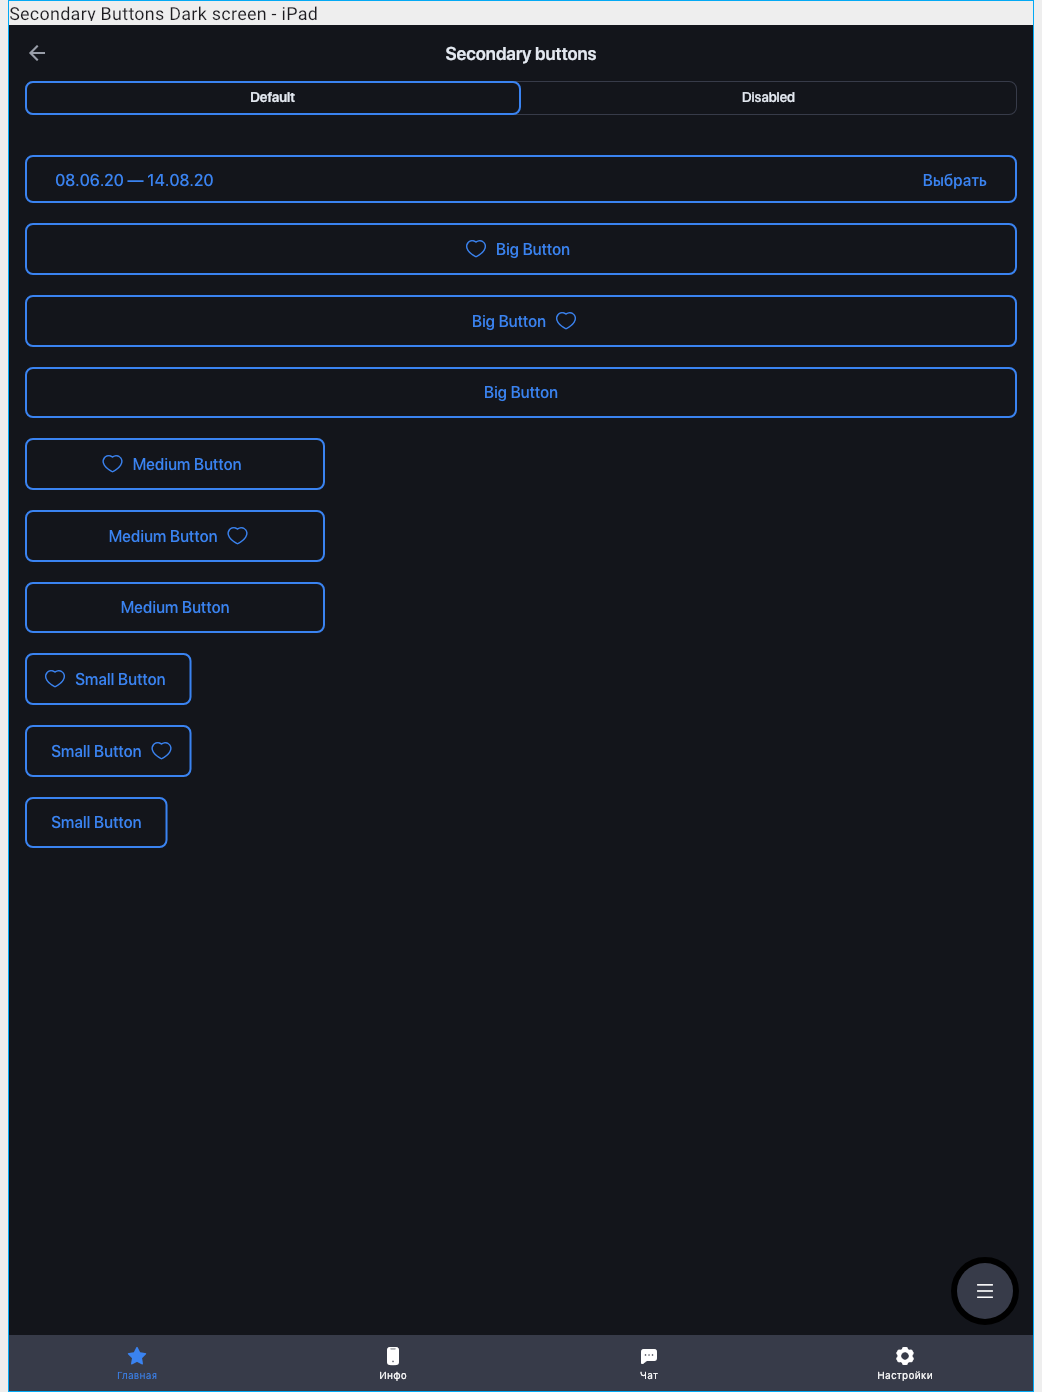 Secondary Buttons Dark screen - iPad
Secondary buttons
Default Disabled
08.06.20 — 14.08.20 Выбрать
Big Button
Big Button
Big Button
Medium Button
Medium Button
Medium Button
Small Button
Small Button
Small Button
Главная Инфо Чат Настройки